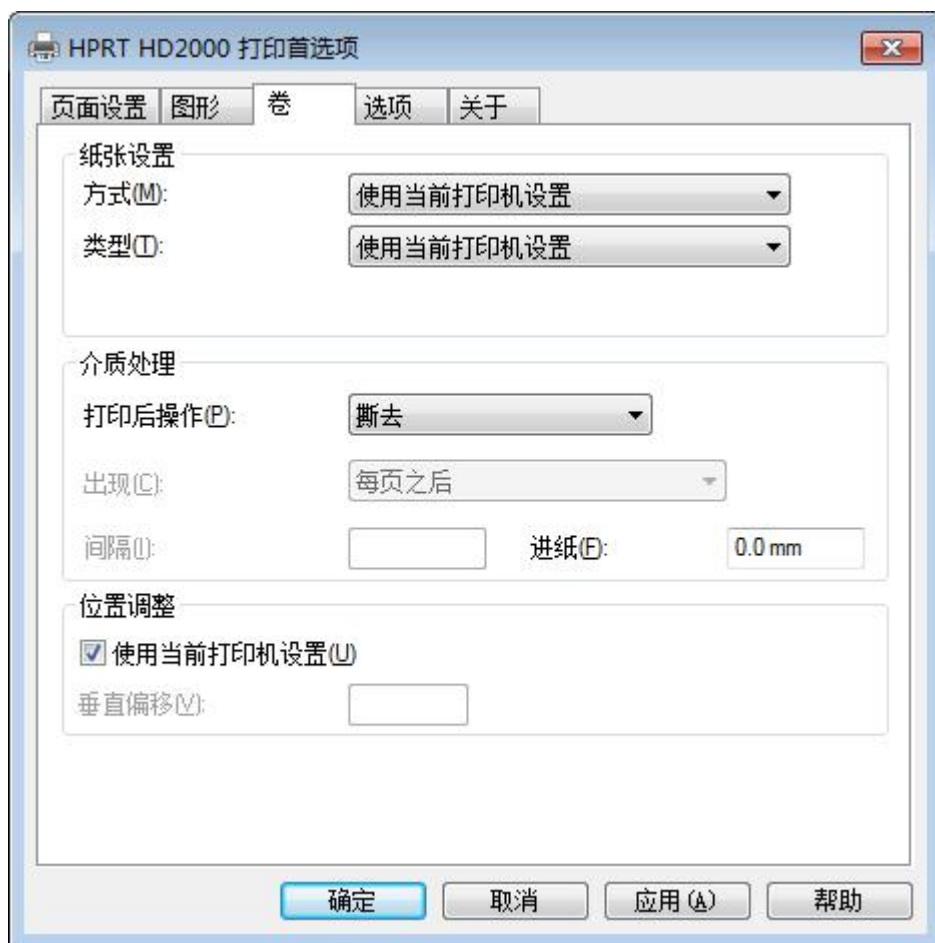 HPRT HD2000 打印首选项
页面设置 图形 卷 选项 关于
纸张设置
方式(M): 使用当前打印机设置
类型(T): 使用当前打印机设置
介质处理
打印后操作(P): 撕去
出现(C): 每页之后
间隔(I): 进纸(F): 0.0 mm
位置调整
使用当前打印机设置(U)
垂直偏移(V):
确定 取消 应用(A) 帮助